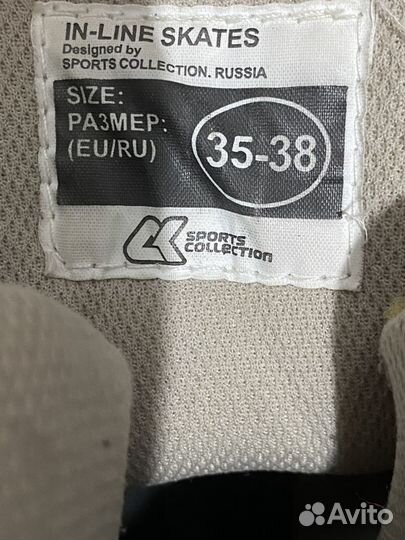 IN-LINE SKATES
Designed by
SPORTS COLLECTION. RUSSIA
SIZE:
РАЗМЕР:
(EU/RU)
35-38
SPORTS
COLLECTION
Avito